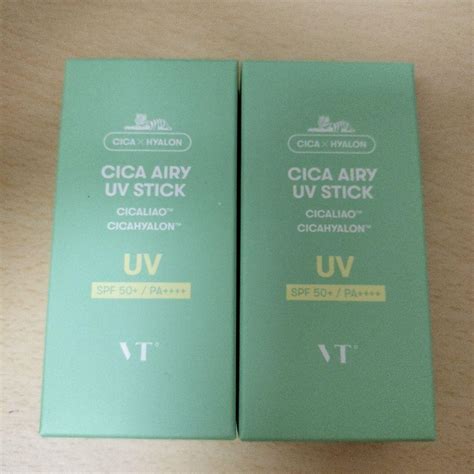 CICA × HYALON
CICA AIRY
UV STICK
CICALIAO™
CICAHYALON™
UV
SPF 50+ / PA++++
VT°
CICA × HYALON
CICA AIRY
UV STICK
CICALIAO™
CICAHYALON™
UV
SPF 50+ / PA++++
VT°